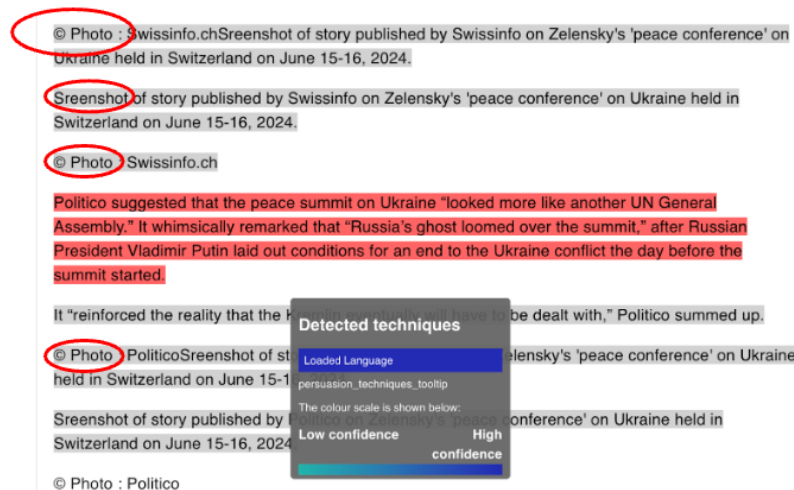 © Photo : Swissinfo.chSreenshot of story published by Swissinfo on Zelensky's 'peace conference' on
Ukraine held in Switzerland on June 15-16, 2024.
Sreenshot of story published by Swissinfo on Zelensky's 'peace conference' on Ukraine held in
Switzerland on June 15-16, 2024.
© Photo : Swissinfo.ch
Politico suggested that the peace summit on Ukraine “looked more like another UN General
Assembly.” It whimsically remarked that “Russia’s ghost loomed over the summit,” after Russian
President Vladimir Putin laid out conditions for an end to the Ukraine conflict the day before the
summit started.
It “reinforced the reality that the Kremlin eventually will have to be dealt with,” Politico summed up.
© Photo : PoliticoSreenshot of st elensky's 'peace conference' on Ukraine
held in Switzerland on June 15-1
Sreenshot of story published by Politico on Zelensky's 'peace conference' on Ukraine held in
Switzerland on June 15-16, 2024
© Photo : Politico
Detected techniques
Loaded Language
persuasion_techniques_tooltip
The colour scale is shown below:
Low confidence High
confidence